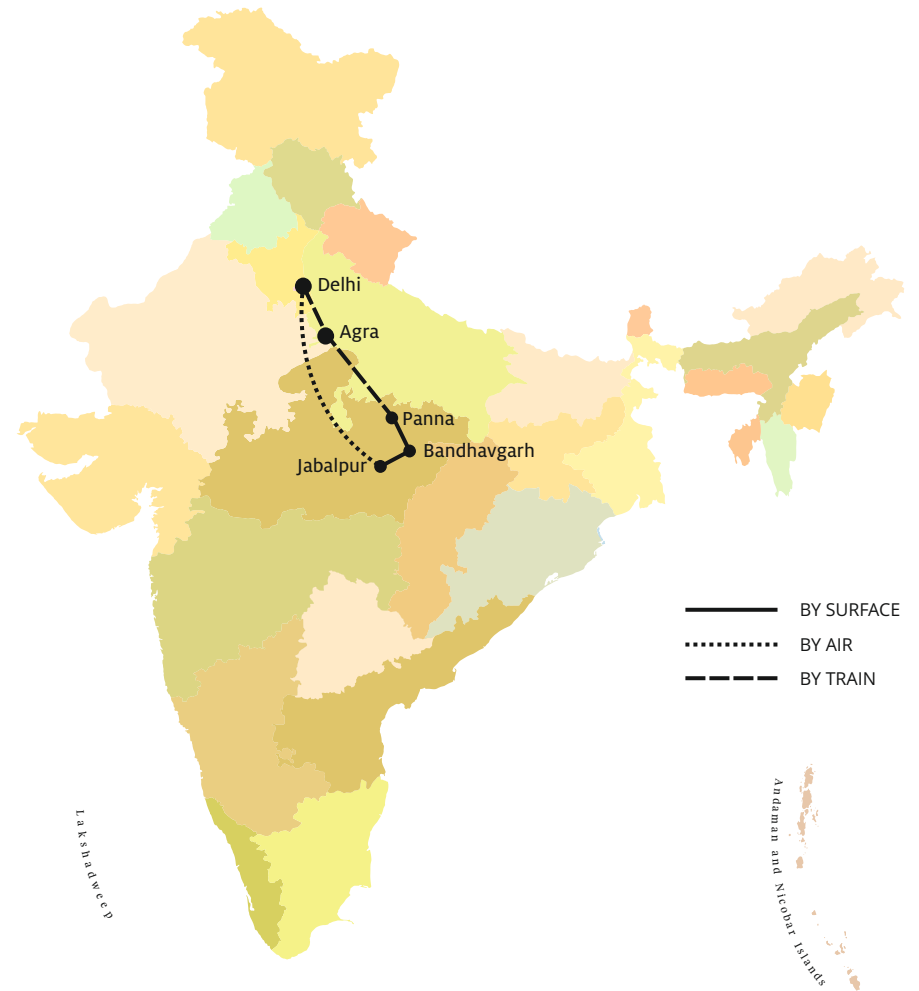 Delhi
Agra
Panna
Bandhavgarh
Jabalpur
BY SURFACE
BY AIR
BY TRAIN
Lakshadweep
Andaman and Nicobar Islands